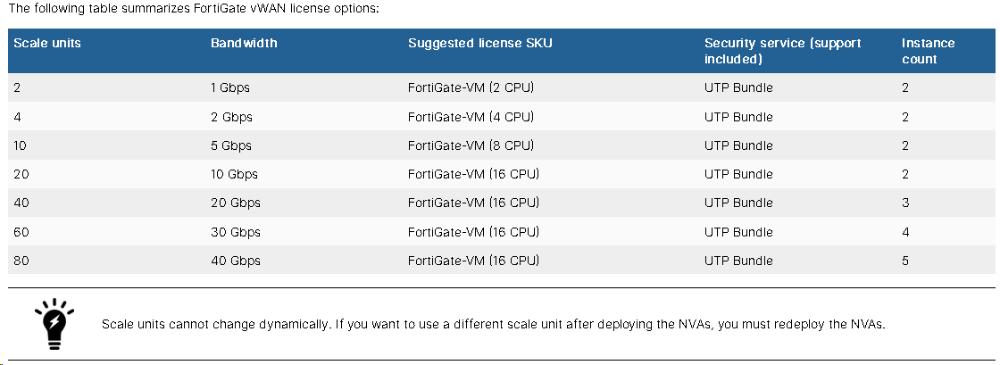 The following table summarizes FortiGate vWAN license options:
Scale units Bandwidth Suggested license SKU Security service (support included) Instance count
2 1 Gbps FortiGate-VM (2 CPU) UTP Bundle 2
4 2 Gbps FortiGate-VM (4 CPU) UTP Bundle 2
10 5 Gbps FortiGate-VM (8 CPU) UTP Bundle 2
20 10 Gbps FortiGate-VM (16 CPU) UTP Bundle 2
40 20 Gbps FortiGate-VM (16 CPU) UTP Bundle 3
60 30 Gbps FortiGate-VM (16 CPU) UTP Bundle 4
80 40 Gbps FortiGate-VM (16 CPU) UTP Bundle 5
Scale units cannot change dynamically. If you want to use a different scale unit after deploying the NVAs, you must redeploy the NVAs.